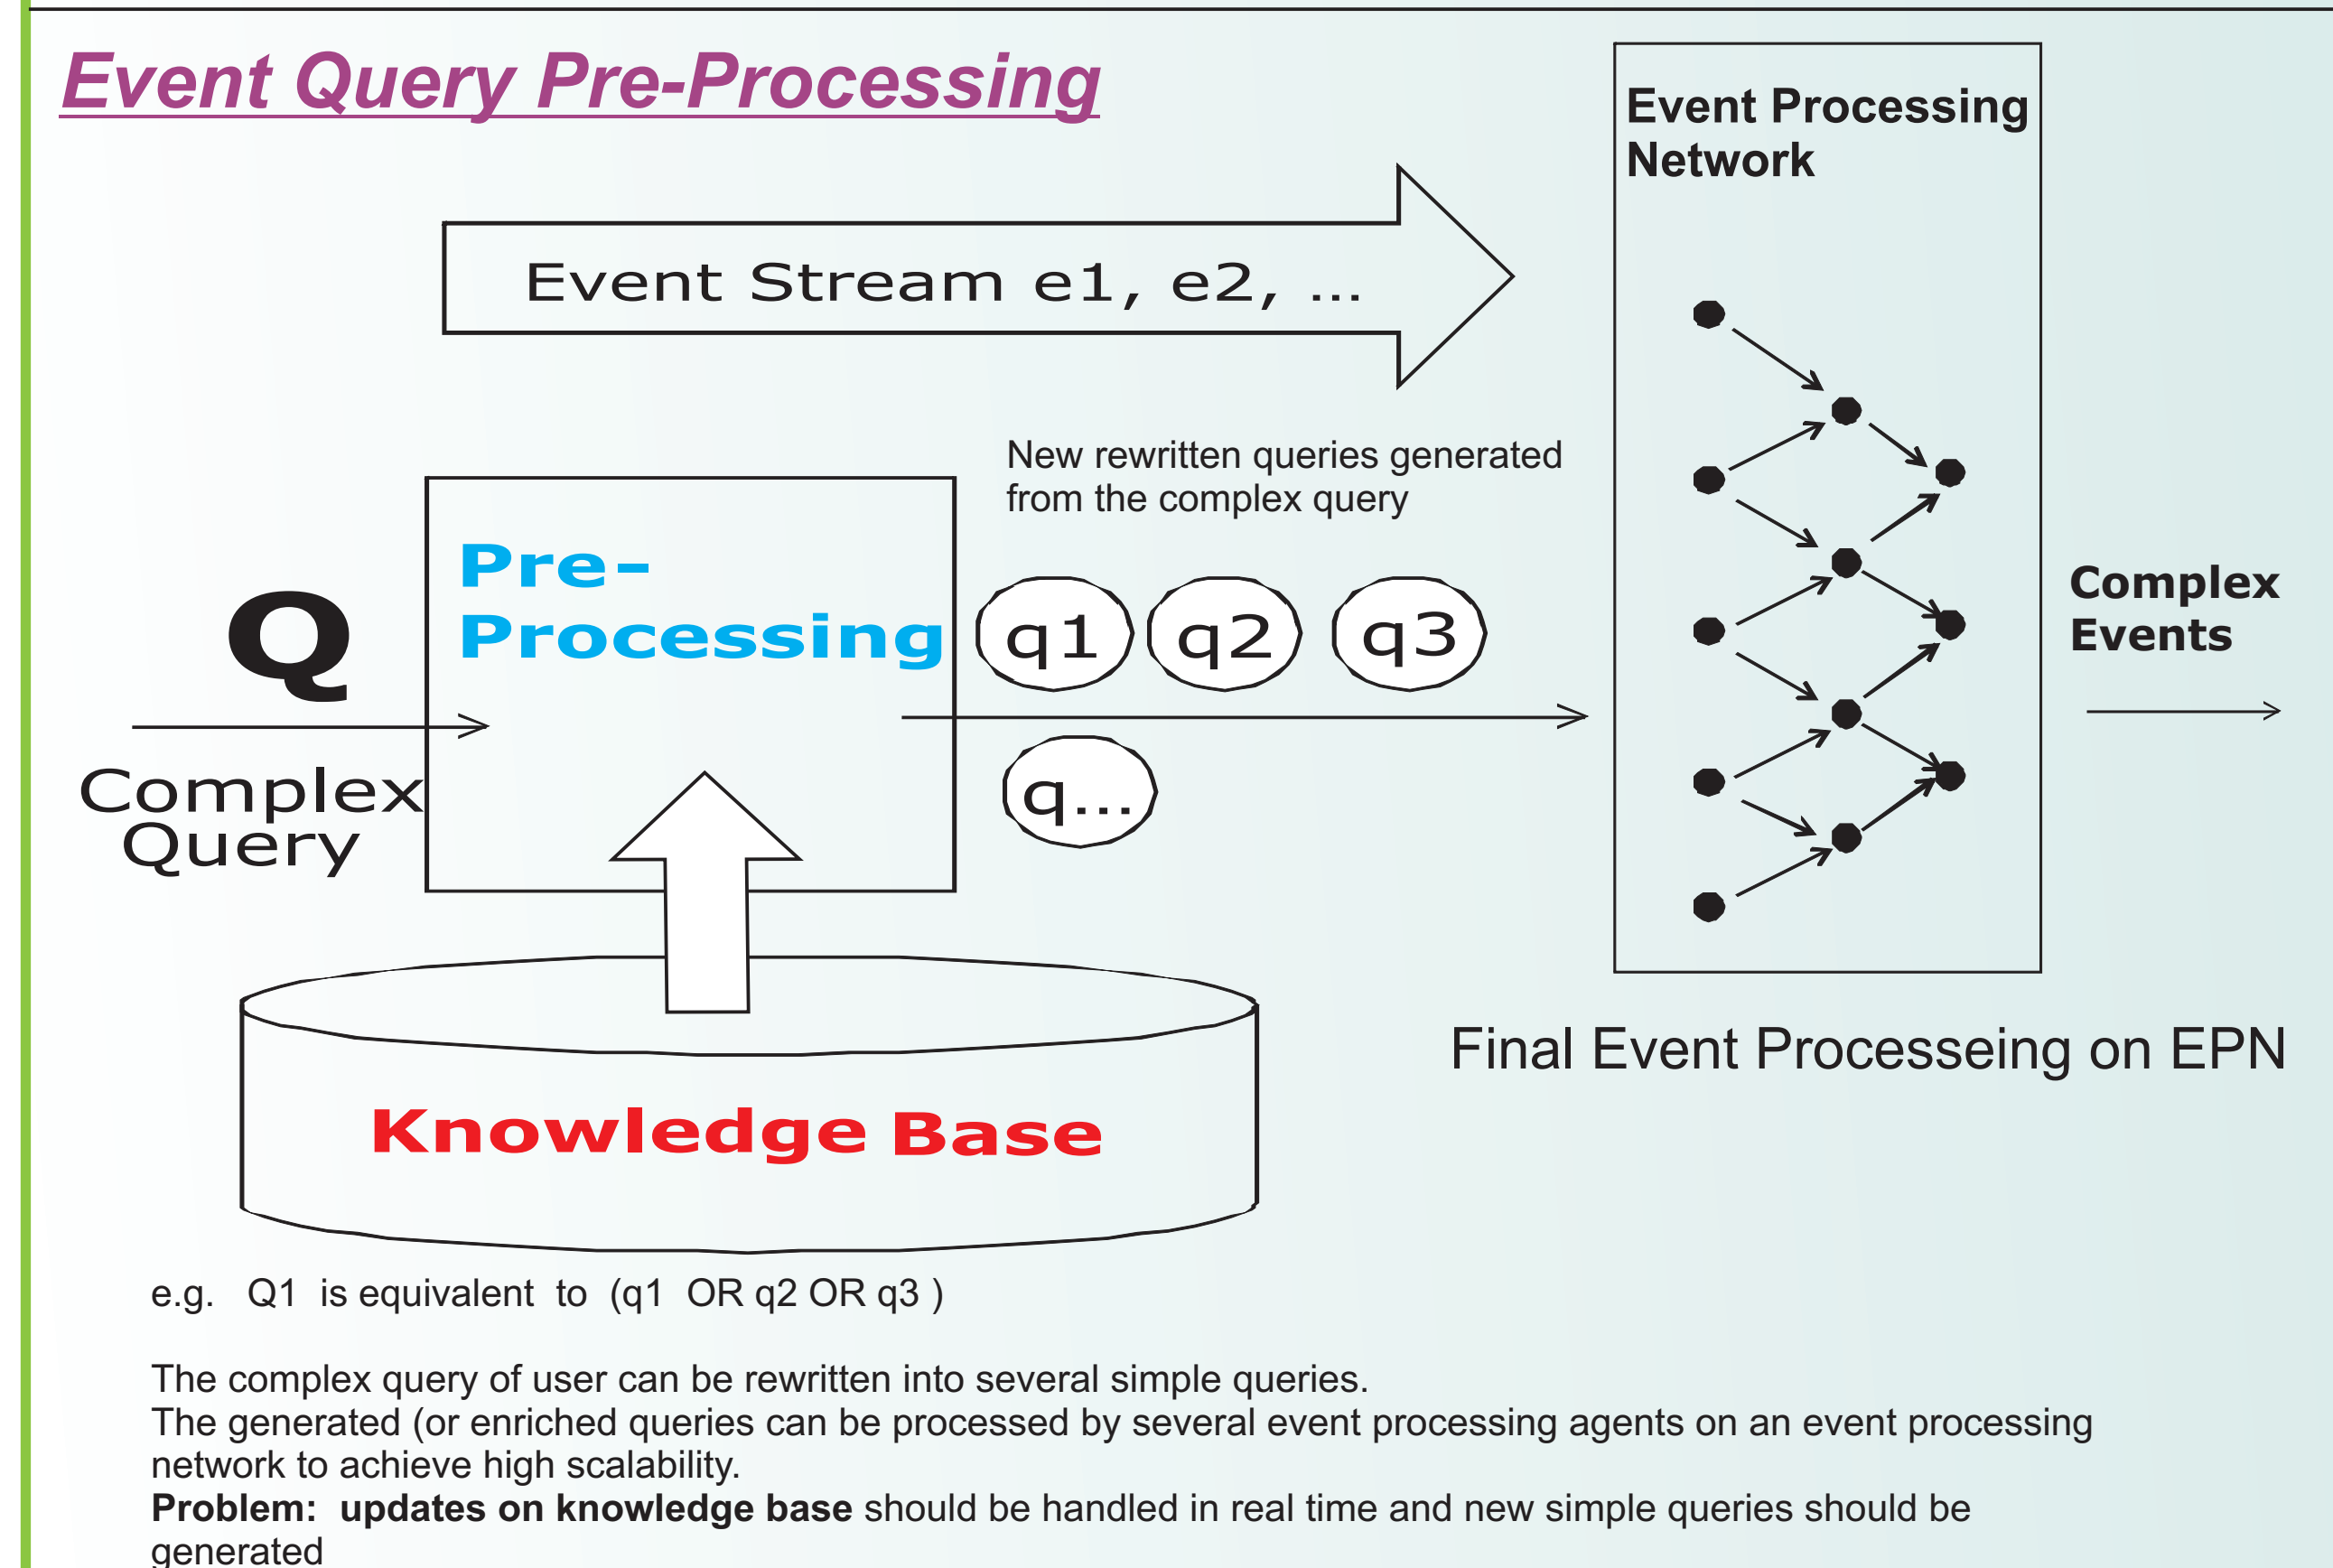 Event Query Pre-Processing
Event Processing
Network
Event Stream e1, e2, ...
New rewritten queries generated
from the complex query
Pre-
Processing
Q
q1 q2 q3
Complex
Events
Complex
Query
q...
Final Event Processeing on EPN
Knowledge Base
e.g. Q1 is equivalent to (q1 OR q2 OR q3 )
The complex query of user can be rewritten into several simple queries.
The generated (or enriched queries can be processed by several event processing agents on an event processing
network to achieve high scalability.
Problem: updates on knowledge base should be handled in real time and new simple queries should be
generated